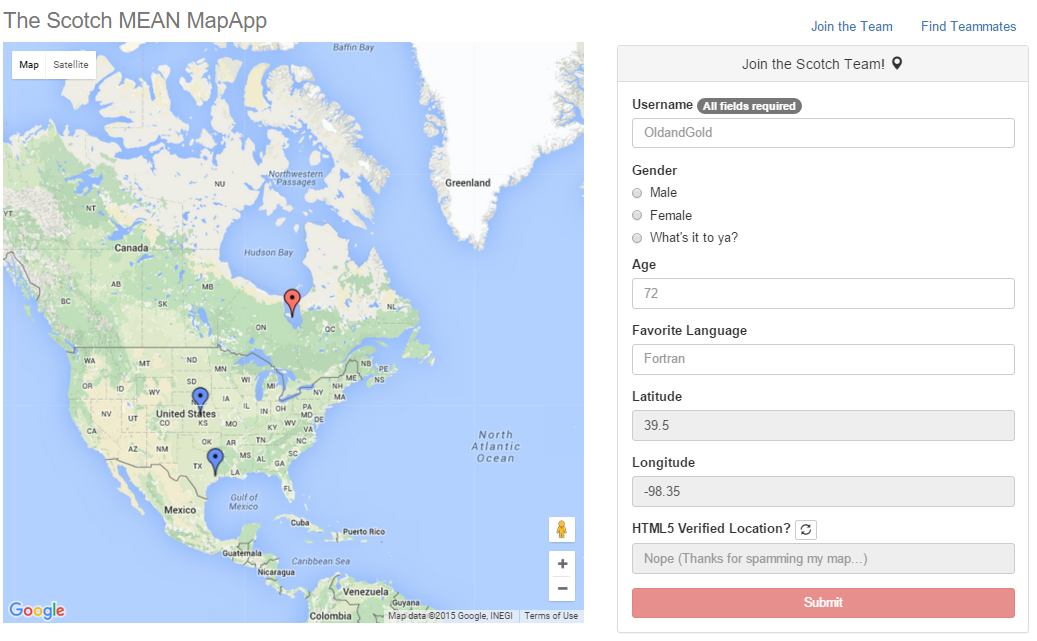 The Scotch MEAN MapApp
Join the Team Find Teammates
Map Satellite
Baffin Bay
Greenland
NU
Northwestern
Passages
YT
NT
Canada
Hudson Bay
AB
MB
BC
SK
NL
ON
QC
WA
MT
ND
MN
NB
PE
OR
ID
SD
WI
MI
ME
NS
WY
NH
NY
MA
IA
United States
NV
UT
CO
KS
MO
IL
IN
OH
PA
MD
DE
KY
WV
VA
CA
AZ
NM
OK
AR
TN
NC
TX
MS
AL
SC
GA
LA
FL
North
Atlantic
Ocean
Gulf of
Mexico
Mexico
Cuba
Puerto Rico
Guatemala
Caribbean Sea
Nicaragua
Venezuela
Guyana
Colombia
+
−
Google
Map data ©2015 Google, INEGI Terms of Use
Join the Scotch Team!
Username All fields required
OldandGold
Gender
Male
Female
What's it to ya?
Age
72
Favorite Language
Fortran
Latitude
39.5
Longitude
-98.35
HTML5 Verified Location?
Nope (Thanks for spamming my map...)
Submit